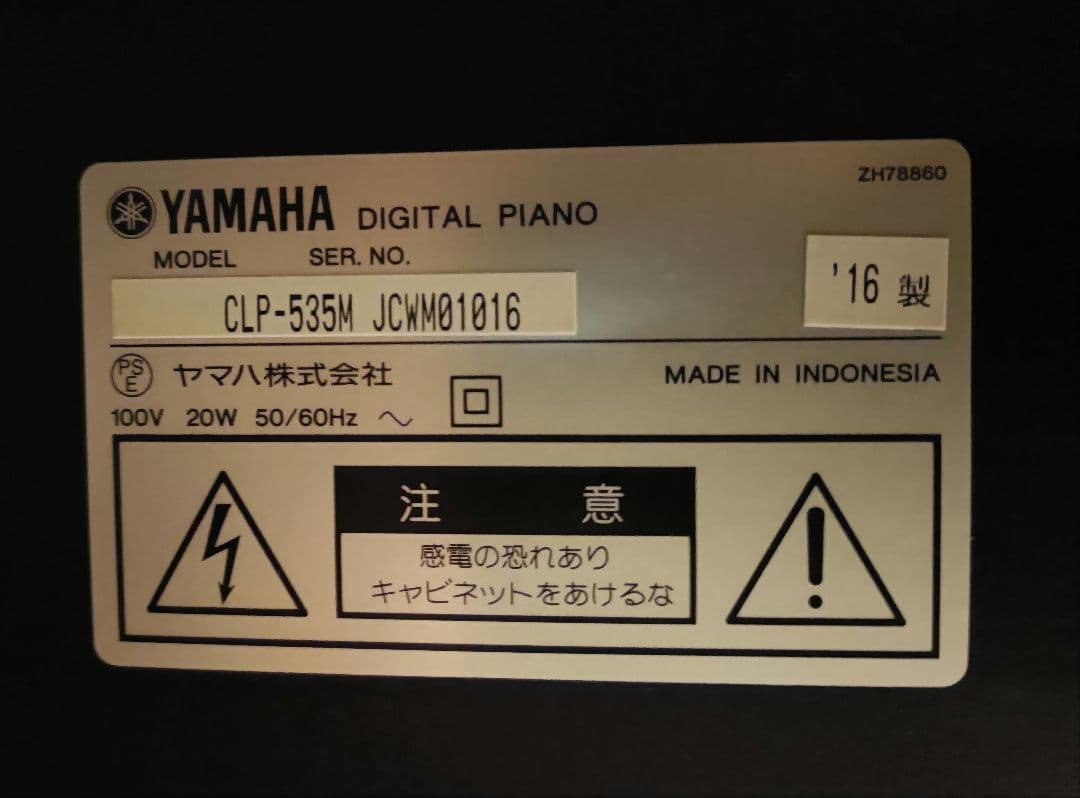 ZH78860
YAMAHA DIGITAL PIANO
MODEL SER. NO.
CLP-535M JCWM01016
'16 製
PSE ヤマハ株式会社
MADE IN INDONESIA
100V 20W 50/60Hz ～
注 意
感電の恐れあり
キャビネットをあけるな